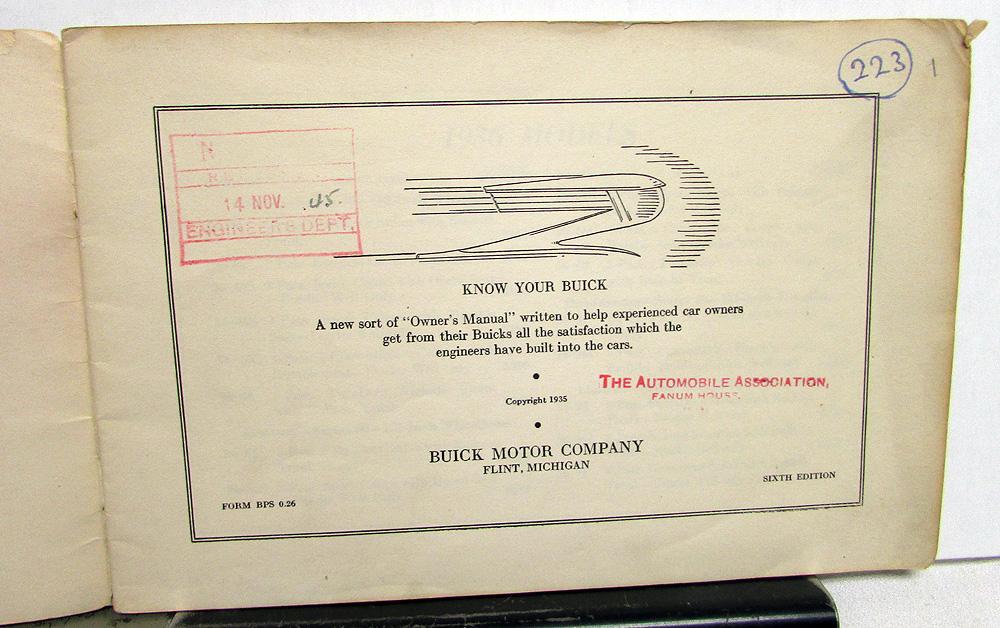 223
1
N
14 NOV. 45.
ENGINEER'S DEPT.
KNOW YOUR BUICK
A new sort of "Owner's Manual" written to help experienced car owners
get from their Buicks all the satisfaction which the
engineers have built into the cars.
THE AUTOMOBILE ASSOCIATION,
FANUM HOUSE,
Copyright 1935
BUICK MOTOR COMPANY
FLINT, MICHIGAN
SIXTH EDITION
FORM BPS 0.26